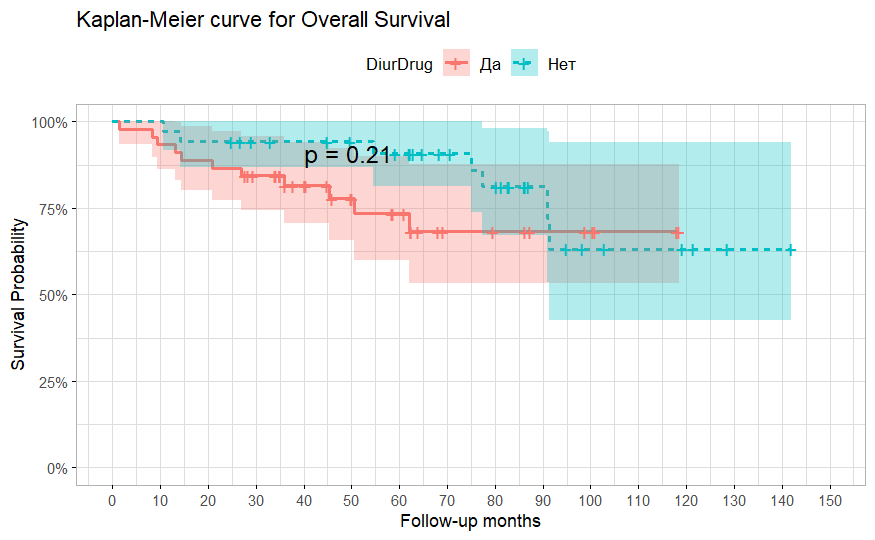 Kaplan-Meier curve for Overall Survival
DiurDrug Да Нет
100%
75%
50%
25%
0%
Survival Probability
p = 0.21
0 10 20 30 40 50 60 70 80 90 100 110 120 130 140 150
Follow-up months